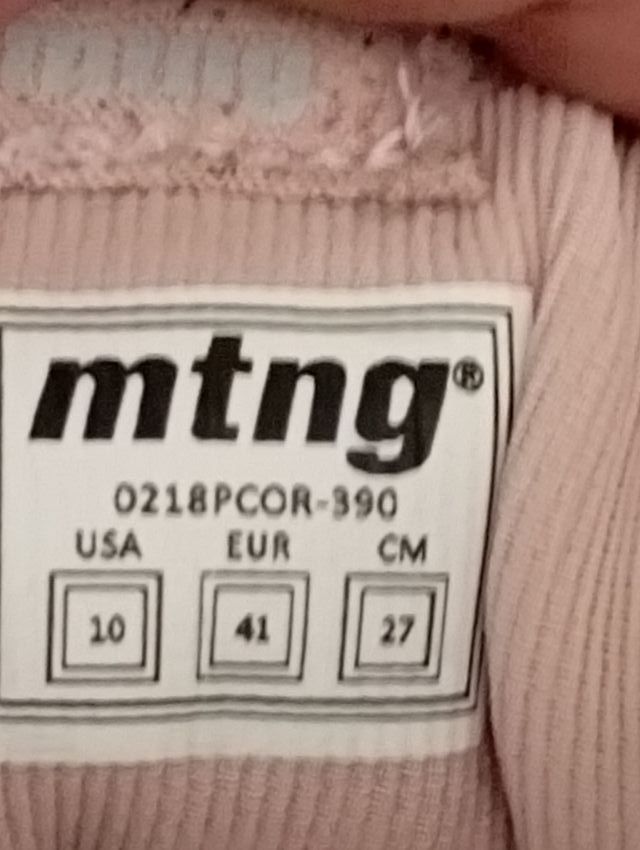 mtng®
0218PCOR-390
USA EUR CM
10 41 27